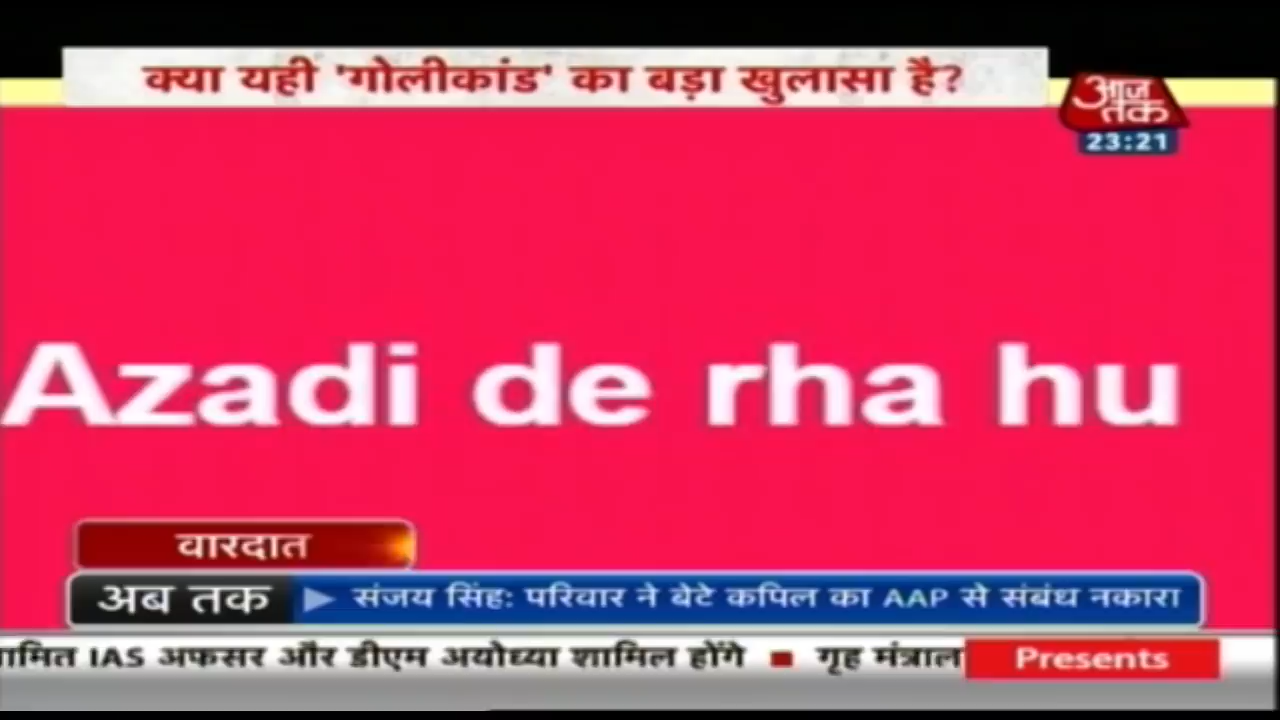 क्या यही 'गोलीकांड' का बड़ा खुलासा है?
आज
तक
23:21
Azadi de rha hu
वारदात
अब तक संजय सिंह: परिवार ने बेटे कपिल का AAP से संबंध नकारा
IAS अफसर और डीएम अयोध्या शामिल होंगे ■ गृह Presents